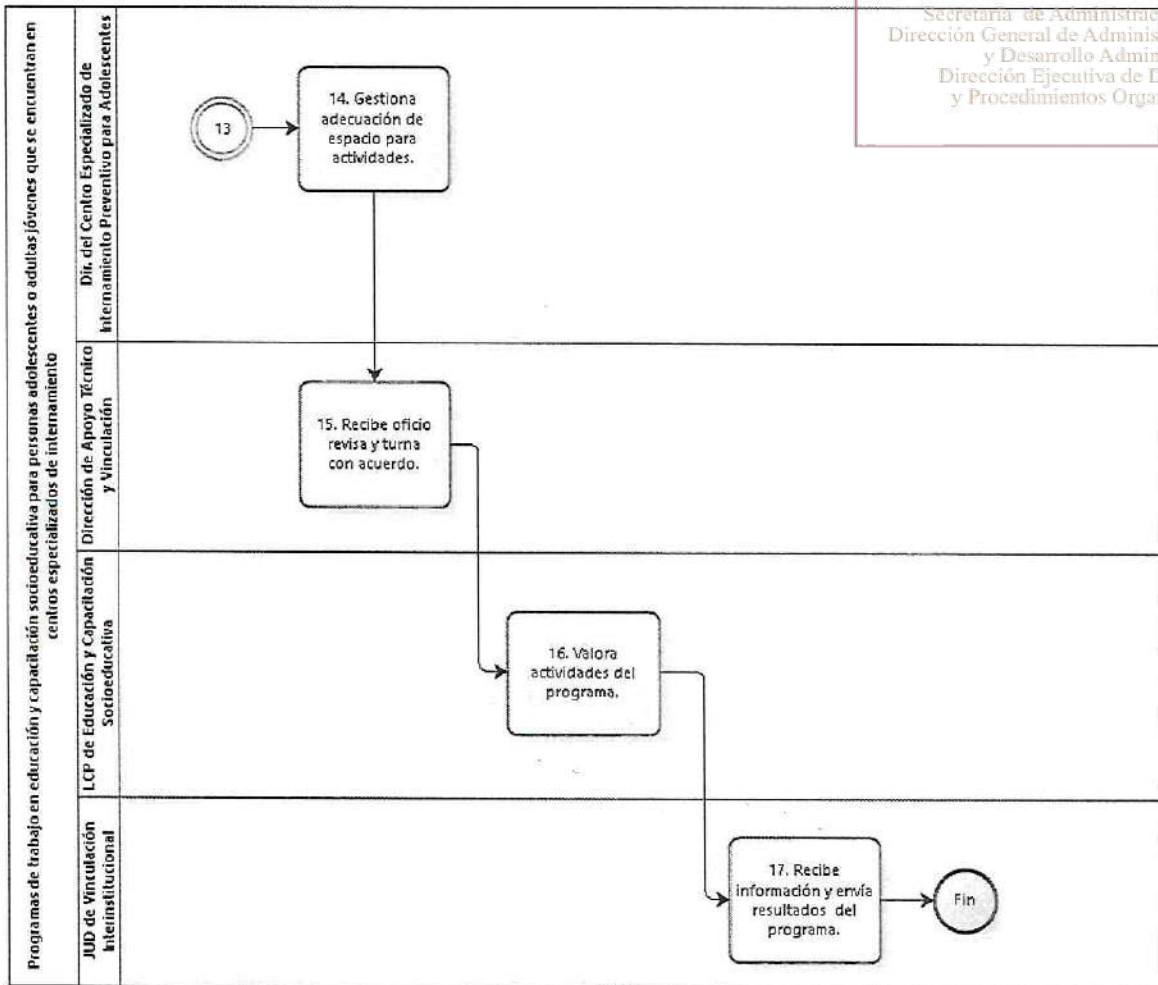 Secretaría de Administrac
Dirección General de Adminis
y Desarrollo Admin
Dirección Ejecutiva de D
y Procedimientos Orga
Programas de trabajo en educación y capacitación socioeducativa para personas adolescentes o adultas jóvenes que se encuentran en
centros especializados de internamiento
Dir. del Centro Especializado de
Internamiento Preventivo para Adolescentes
13
14. Gestiona
adecuación de
espacio para
actividades.
Dirección de Apoyo Técnico
y Vinculación
15. Recibe oficio
revisa y turna
con acuerdo.
LCP de Educación y Capacitación
Socioeducativa
16. Valora
actividades del
programa.
JUD de Vinculación
Interinstitucional
17. Recibe
información y envía
resultados del
programa.
Fin